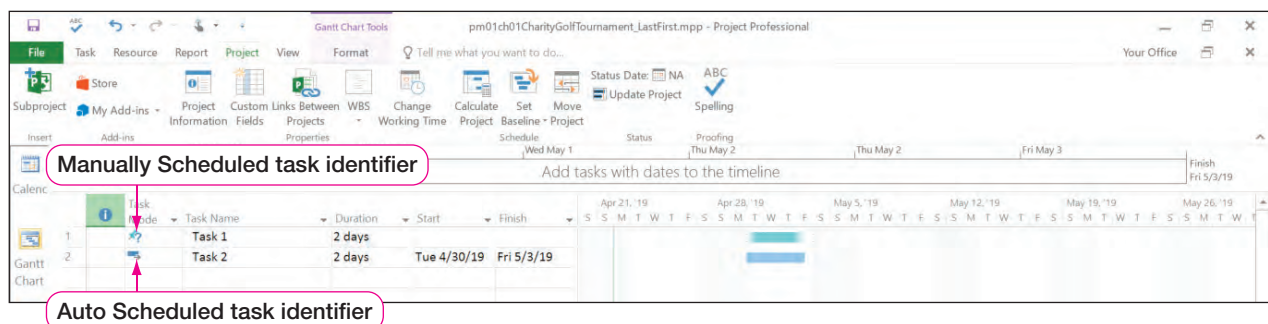 ABC
Gantt Chart Tools
pm01ch01CharityGolfTournament_LastFirst.mpp - Project Professional
File Task Resource Report Project View Format Tell me what you want to do... Your Office
Subproject
Store
My Add-ins
Project Information
Custom Fields
Links Between Projects
WBS
Change Working Time
Calculate Project
Set Baseline
Move Project
Status Date: NA
Update Project
ABC
Spelling
Insert Add-ins Properties Schedule Status Proofing
Manually Scheduled task identifier
Wed May 1 Thu May 2 Thu May 2 Fri May 3
Add tasks with dates to the timeline
Finish
Fri 5/3/19
Calenc
Task Mode Task Name Duration Start Finish
Apr 21, '19 Apr 28, '19 May 5, '19 May 12, '19 May 19, '19 May 26, '19
S S M T W T F S S M T W T F S S M T W T F S S M T W T F S S M T W T F S S M T W T
1 Task 1 2 days
2 Task 2 2 days Tue 4/30/19 Fri 5/3/19
Gantt Chart
Auto Scheduled task identifier